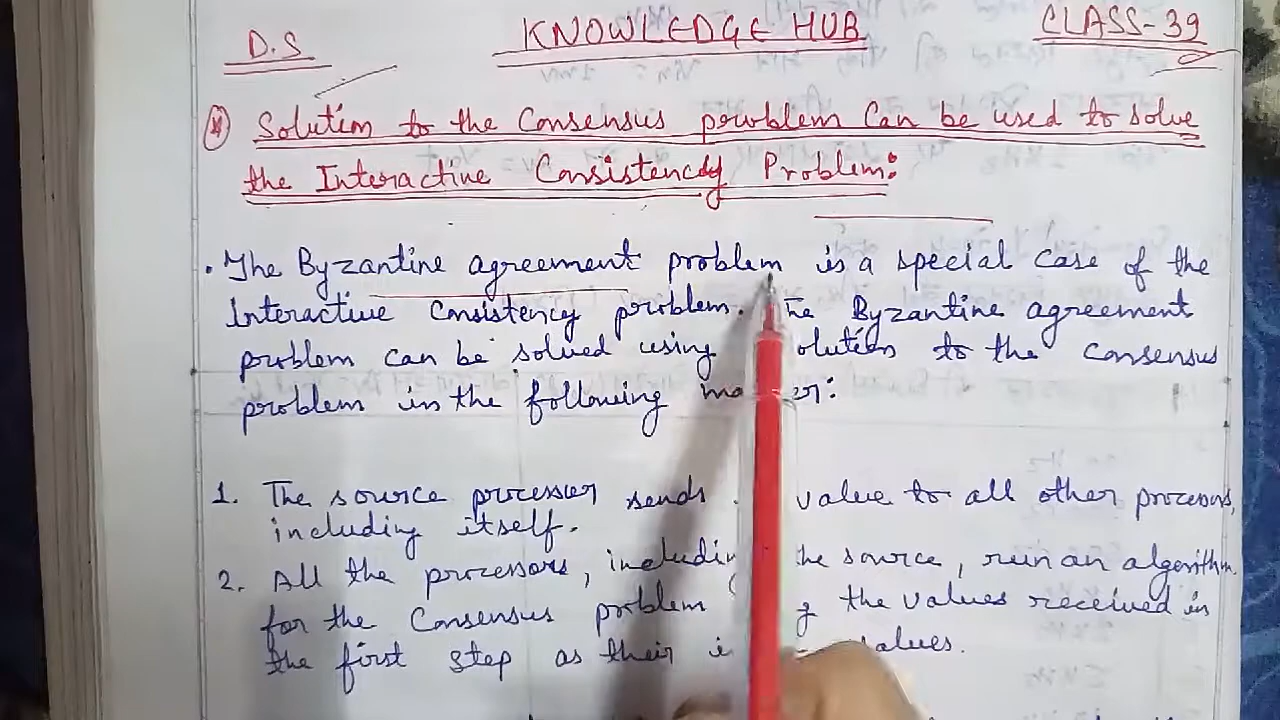 D.S KNOWLEDGE HUB CLASS-39
Solution to the Consensus problem Can be used to solve
the Interactive Consistency Problem:
. The Byzantine agreement problem is a special case of the
Interactive Consistency problem. The Byzantine agreement
problem can be solved using solution to the consensus
problem in the following
1. The source processer sends value to all other processors,
including itself.
2. All the processors, the source, run an algorithm
for the Consensus problem the values received in
the first step as their values.